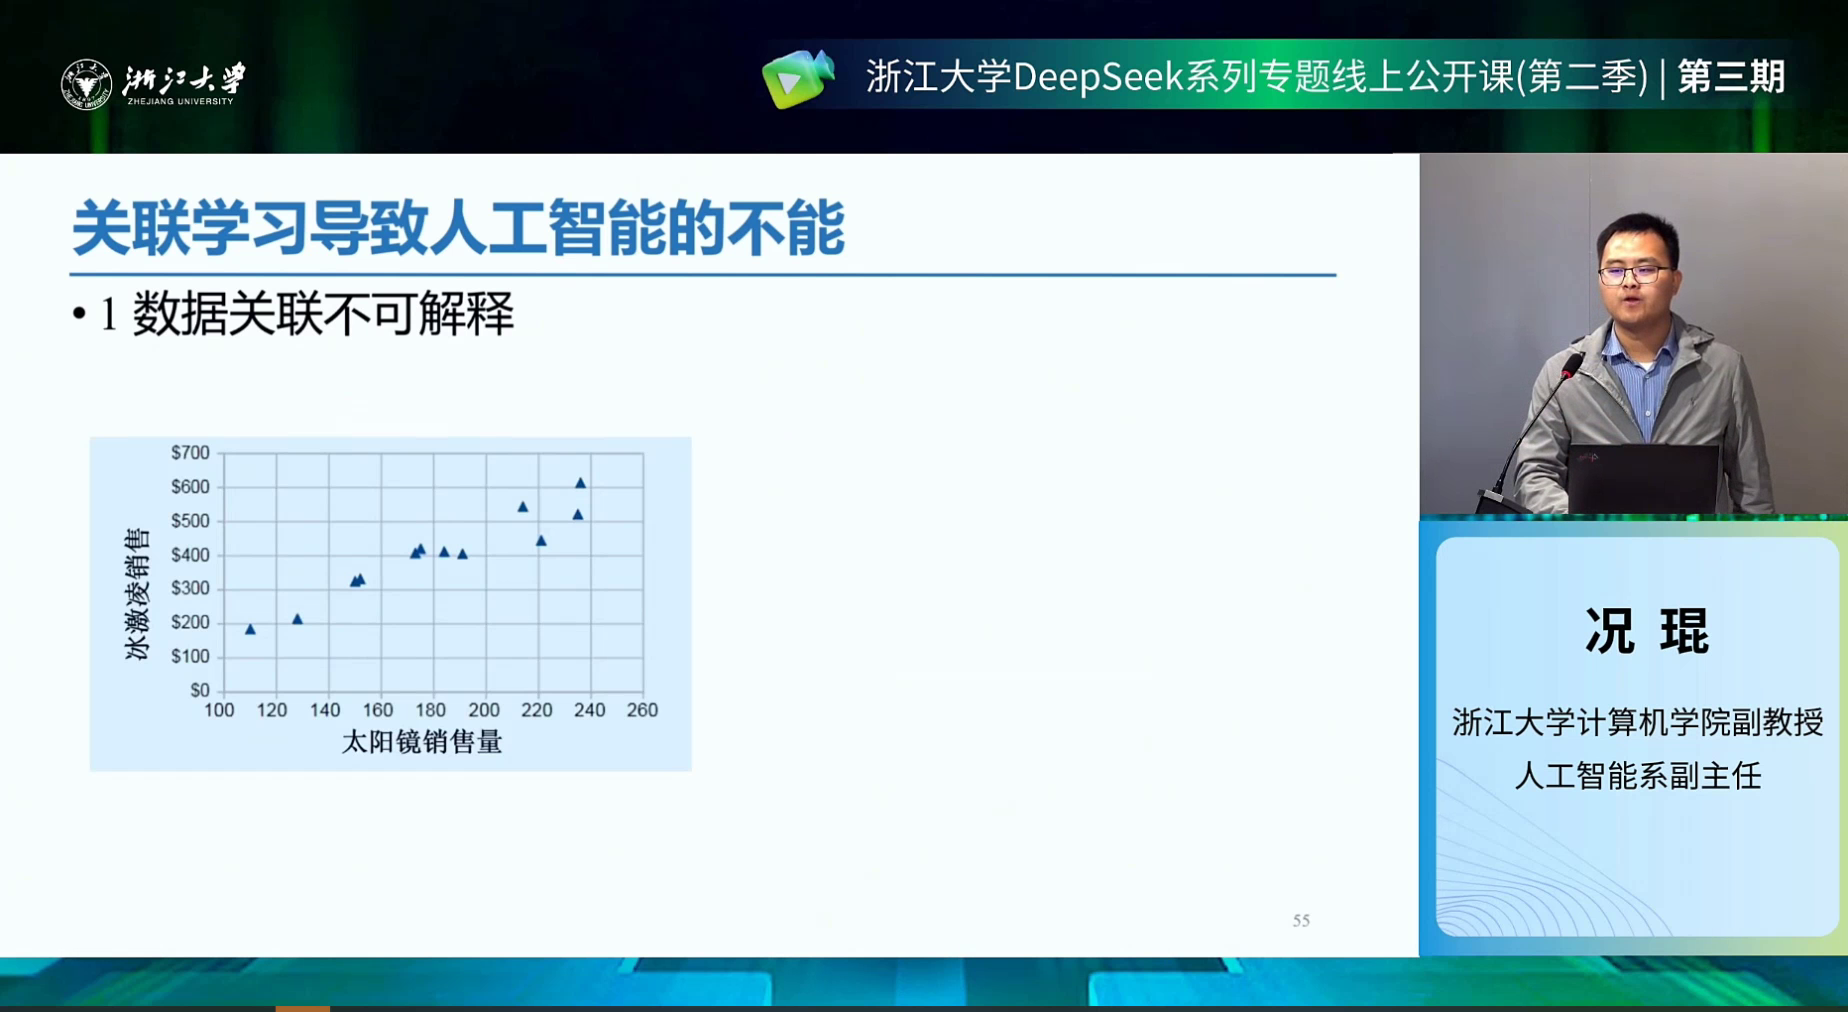 浙江大学
ZHEJIANG UNIVERSITY
浙江大学DeepSeek系列专题线上公开课(第二季) | 第三期
关联学习导致人工智能的不能
• 1 数据关联不可解释
$700
$600
$500
$400
$300
$200
$100
$0
冰激凌销售
100 120 140 160 180 200 220 240 260
太阳镜销售量
55
况 琨
浙江大学计算机学院副教授
人工智能系副主任